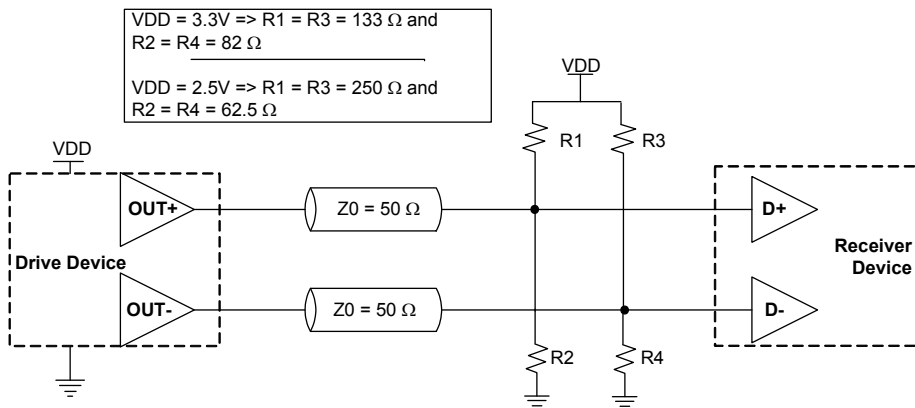 VDD = 3.3V => R1 = R3 = 133 Ω and
R2 = R4 = 82 Ω
VDD = 2.5V => R1 = R3 = 250 Ω and
R2 = R4 = 62.5 Ω
VDD
R1
R3
VDD
OUT+
Z0 = 50 Ω
D+
Drive Device
Receiver
Device
OUT-
Z0 = 50 Ω
D-
R2
R4